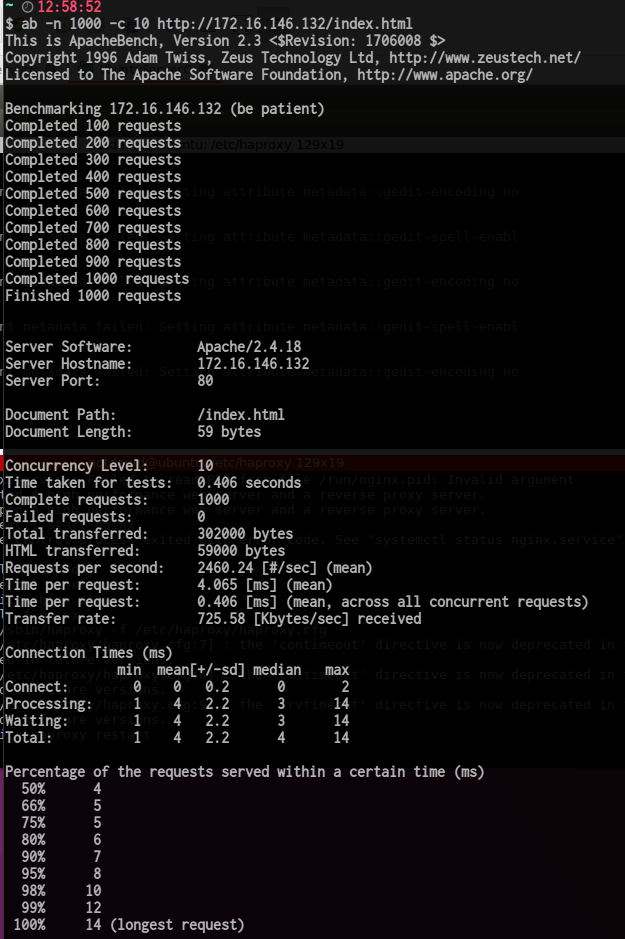 ~ 12:58:52
$ ab -n 1000 -c 10 http://172.16.146.132/index.html
This is ApacheBench, Version 2.3 <$Revision: 1706008 $>
Copyright 1996 Adam Twiss, Zeus Technology Ltd, http://www.zeustech.net/
Licensed to The Apache Software Foundation, http://www.apache.org/

Benchmarking 172.16.146.132 (be patient)
Completed 100 requests
Completed 200 requests
Completed 300 requests
Completed 400 requests
Completed 500 requests
Completed 600 requests
Completed 700 requests
Completed 800 requests
Completed 900 requests
Completed 1000 requests
Finished 1000 requests

Server Software:        Apache/2.4.18
Server Hostname:        172.16.146.132
Server Port:            80

Document Path:          /index.html
Document Length:        59 bytes

Concurrency Level:      10
Time taken for tests:   0.406 seconds
Complete requests:      1000
Failed requests:        0
Total transferred:      302000 bytes
HTML transferred:       59000 bytes
Requests per second:    2460.24 [#/sec] (mean)
Time per request:       4.065 [ms] (mean)
Time per request:       0.406 [ms] (mean, across all concurrent requests)
Transfer rate:          725.58 [Kbytes/sec] received

Connection Times (ms)
              min  mean[+/-sd] median   max
Connect:        0    0   0.2      0       2
Processing:     1    4   2.2      3      14
Waiting:        1    4   2.2      3      14
Total:          1    4   2.2      4      14

Percentage of the requests served within a certain time (ms)
  50%      4
  66%      5
  75%      5
  80%      6
  90%      7
  95%      8
  98%     10
  99%     12
 100%     14 (longest request)